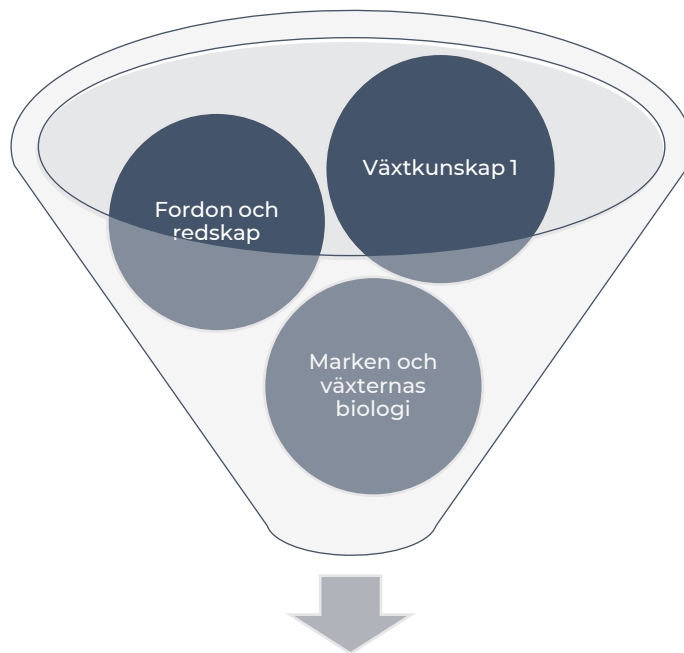 Växtkunskap 1
Fordon och
redskap
Marken och
växternas
biologi